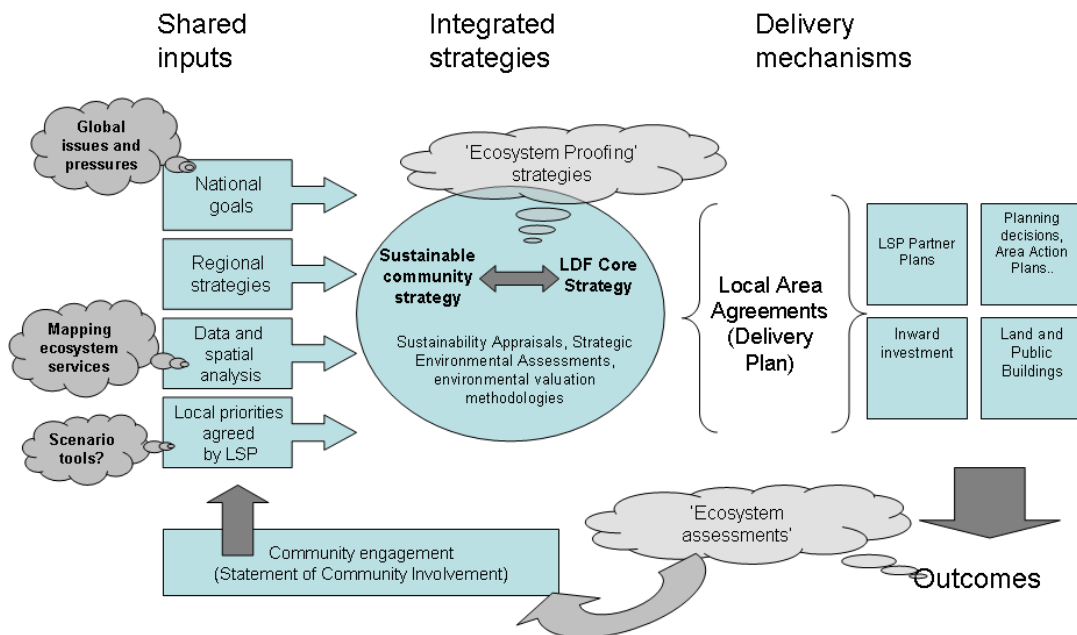 Shared
inputs
Integrated
strategies
Delivery
mechanisms
Global
issues and
pressures
National
goals
Regional
strategies
Mapping
ecosystem
services
Data and
spatial
analysis
Scenario
tools?
Local priorities
agreed
by LSP
Community engagement
(Statement of Community Involvement)
'Ecosystem Proofing'
strategies
Sustainable
community
strategy
LDF Core
Strategy
Sustainability Appraisals, Strategic
Environmental Assessments,
environmental valuation
methodologies
Local Area
Agreements
(Delivery
Plan)
LSP Partner
Plans
Planning
decisions,
Area Action
Plans..
Inward
investment
Land and
Public
Buildings
'Ecosystem
assessments'
Outcomes